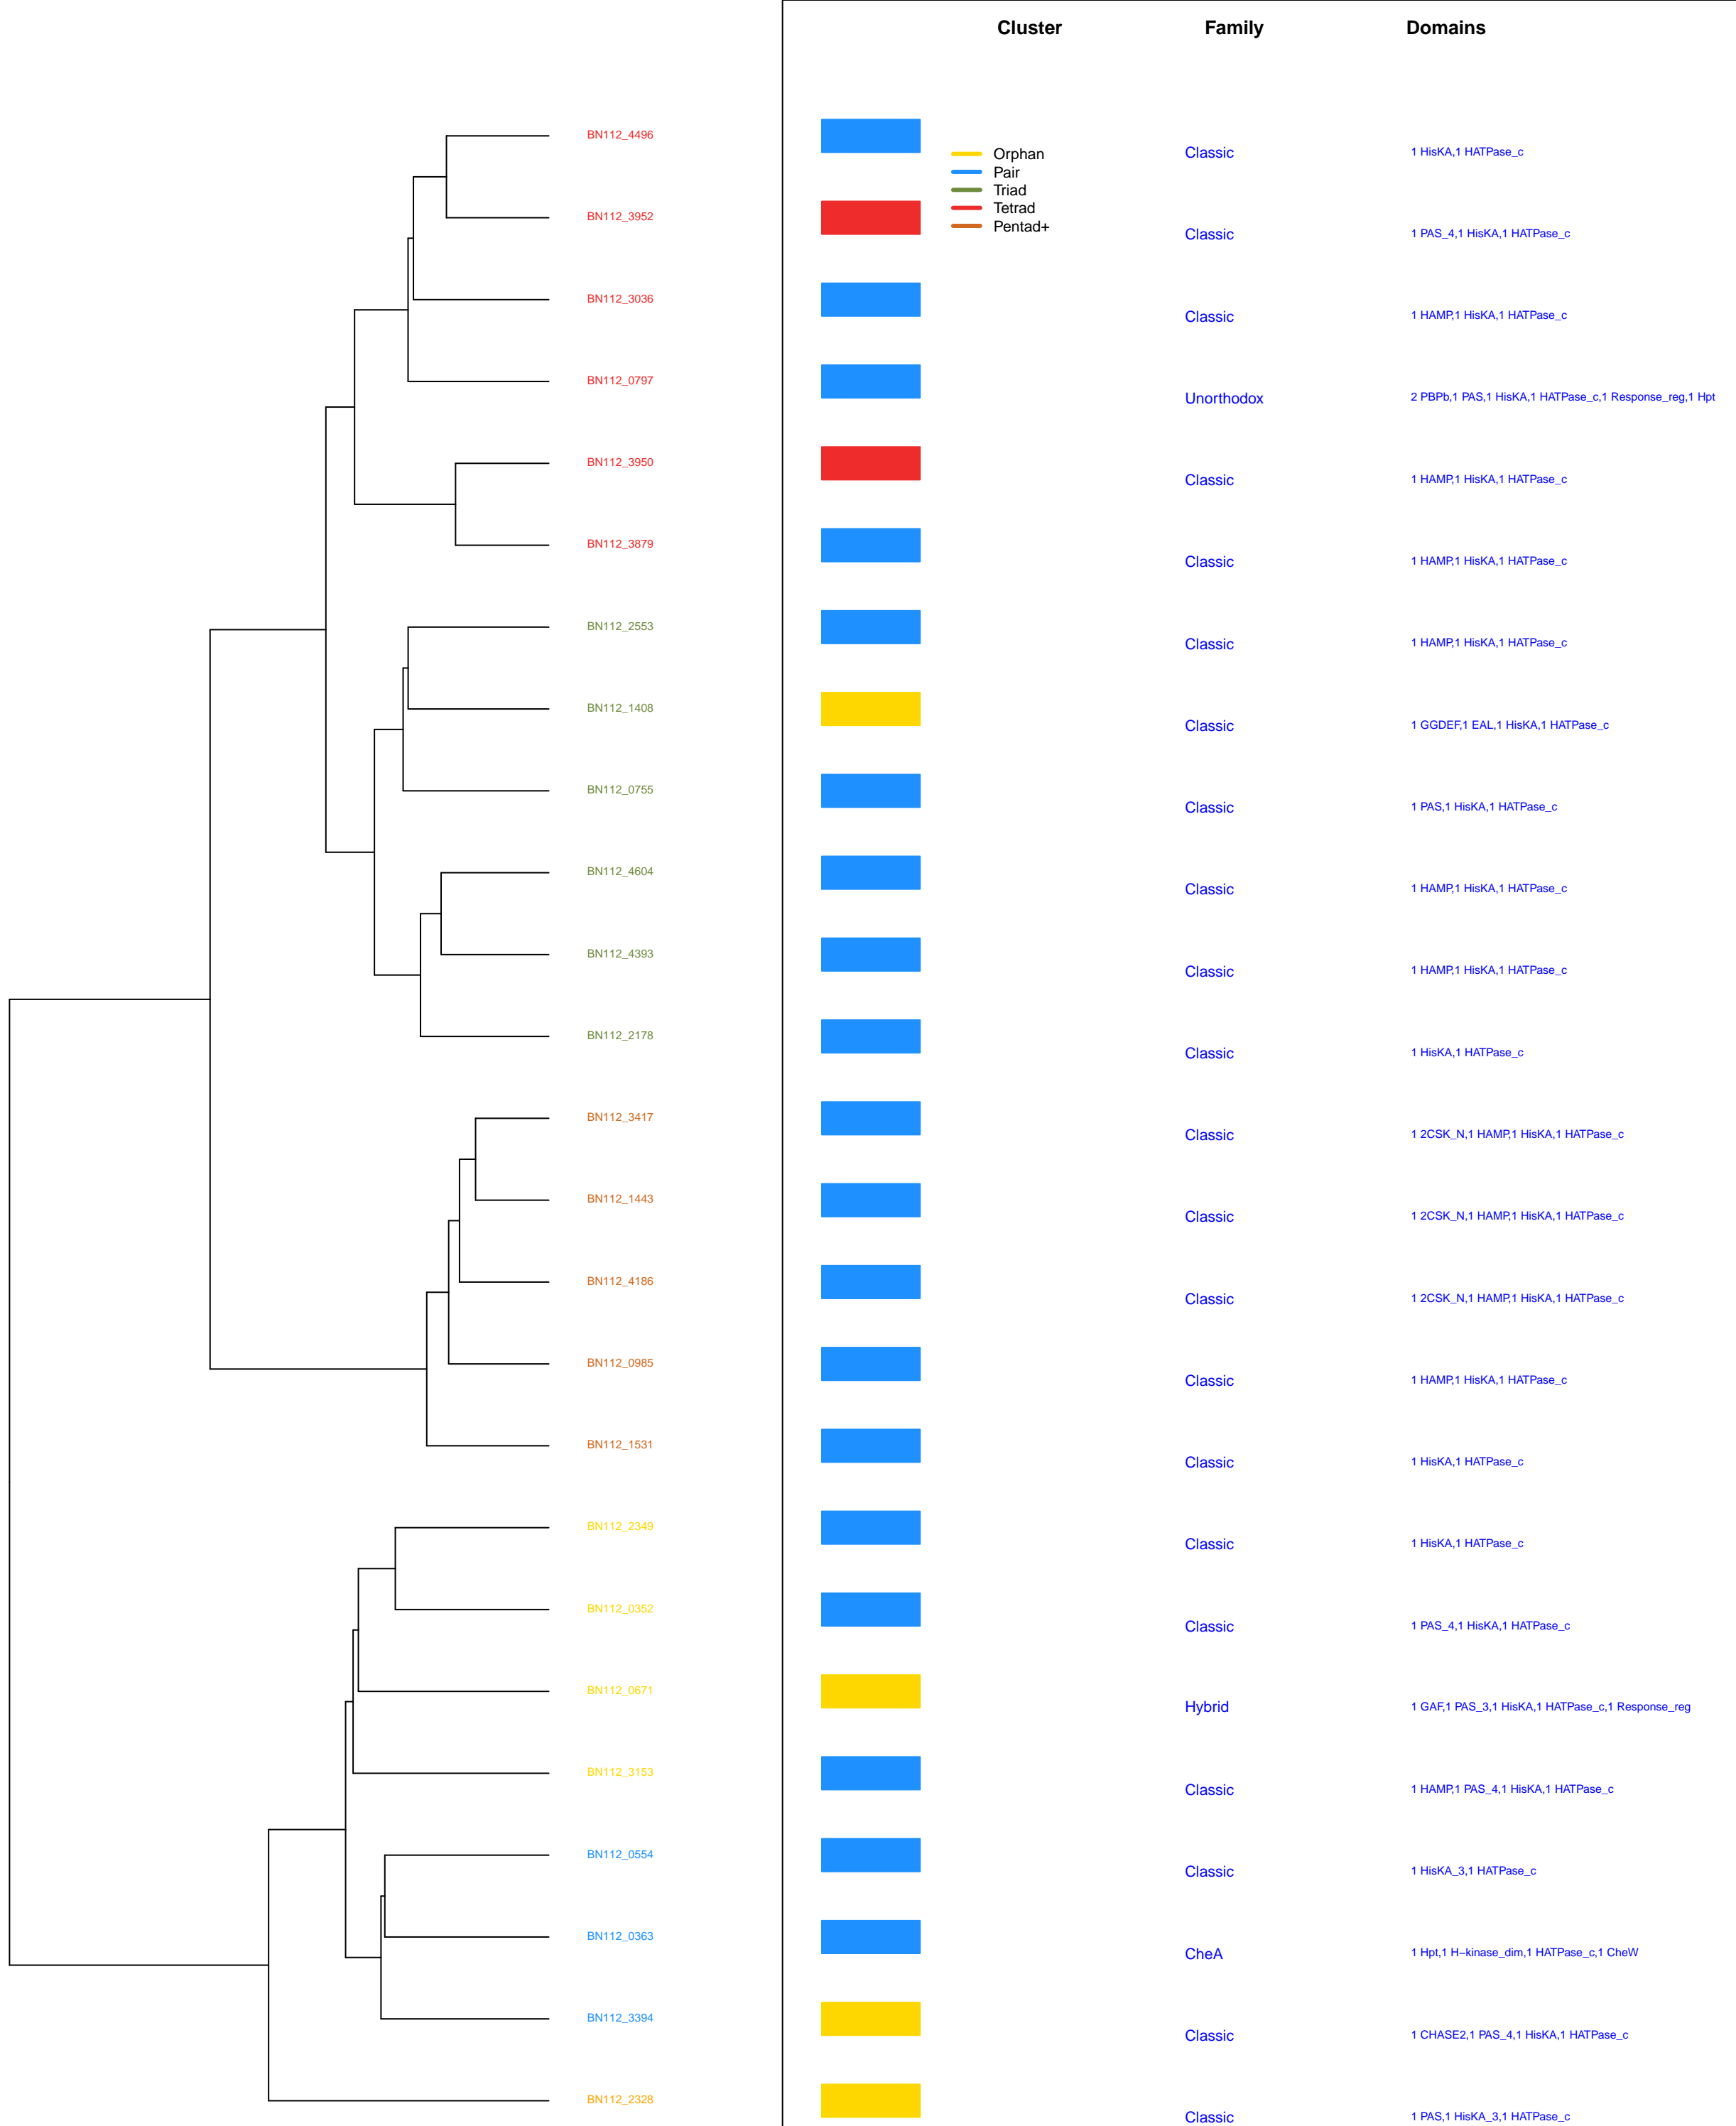 Cluster Family Domains
BN112_4496
Orphan
Classic 1 HisKA,1 HATPase_c
Pair
Triad
Tetrad
BN112_3952
Pentad+
Classic 1 PAS_4,1 HisKA,1 HATPase_c
BN112_3036
Classic 1 HAMP,1 HisKA,1 HATPase_c
BN112_0797
Unorthodox 2 PBPb,1 PAS,1 HisKA,1 HATPase_c,1 Response_reg,1 Hpt
BN112_3950
Classic 1 HAMP,1 HisKA,1 HATPase_c
BN112_3879
Classic 1 HAMP,1 HisKA,1 HATPase_c
BN112_2553
Classic 1 HAMP,1 HisKA,1 HATPase_c
BN112_1408
Classic 1 GGDEF,1 EAL,1 HisKA,1 HATPase_c
BN112_0755
Classic 1 PAS,1 HisKA,1 HATPase_c
BN112_4604
Classic 1 HAMP,1 HisKA,1 HATPase_c
BN112_4393
Classic 1 HAMP,1 HisKA,1 HATPase_c
BN112_2178
Classic 1 HisKA,1 HATPase_c
BN112_3417
Classic 1 2CSK_N,1 HAMP,1 HisKA,1 HATPase_c
BN112_1443
Classic 1 2CSK_N,1 HAMP,1 HisKA,1 HATPase_c
BN112_4186
Classic 1 2CSK_N,1 HAMP,1 HisKA,1 HATPase_c
BN112_0985
Classic 1 HAMP,1 HisKA,1 HATPase_c
BN112_1531
Classic 1 HisKA,1 HATPase_c
BN112_2349
Classic 1 HisKA,1 HATPase_c
BN112_0352
Classic 1 PAS_4,1 HisKA,1 HATPase_c
BN112_0671
Hybrid 1 GAF,1 PAS_3,1 HisKA,1 HATPase_c,1 Response_reg
BN112_3153
Classic 1 HAMP,1 PAS_4,1 HisKA,1 HATPase_c
BN112_0554
Classic 1 HisKA_3,1 HATPase_c
BN112_0363
CheA 1 Hpt,1 H−kinase_dim,1 HATPase_c,1 CheW
BN112_3394
Classic 1 CHASE2,1 PAS_4,1 HisKA,1 HATPase_c
BN112_2328
Classic 1 PAS,1 HisKA_3,1 HATPase_c